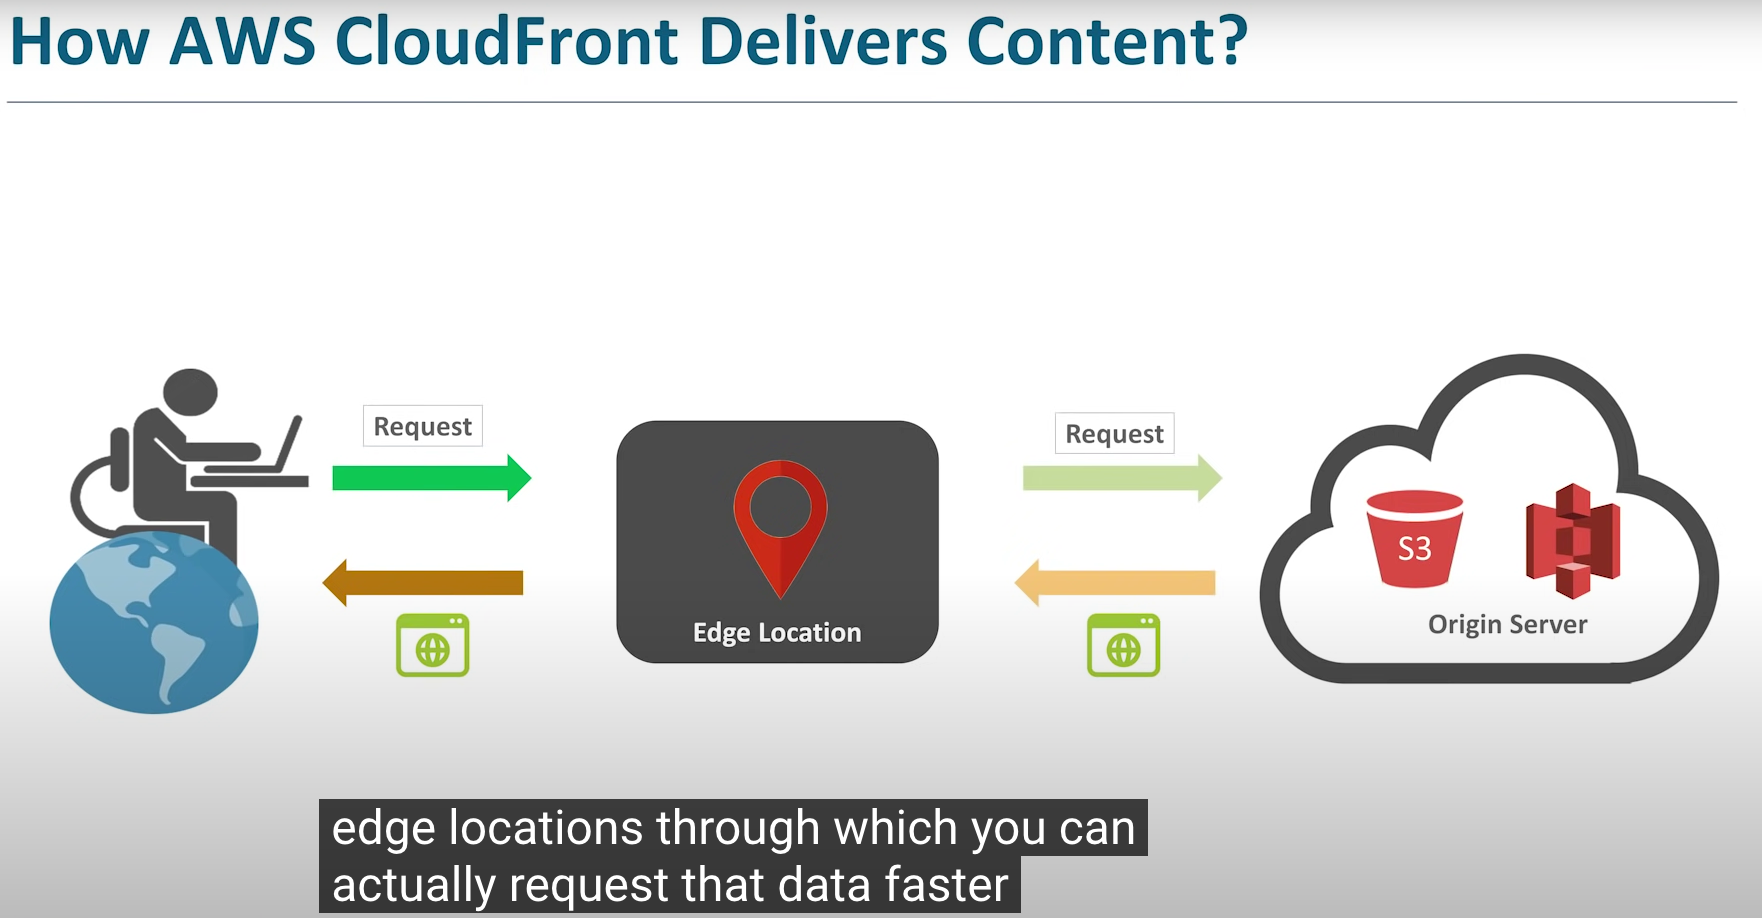 How AWS CloudFront Delivers Content?
Request
Request
Edge Location
S3
Origin Server
edge locations through which you can
actually request that data faster